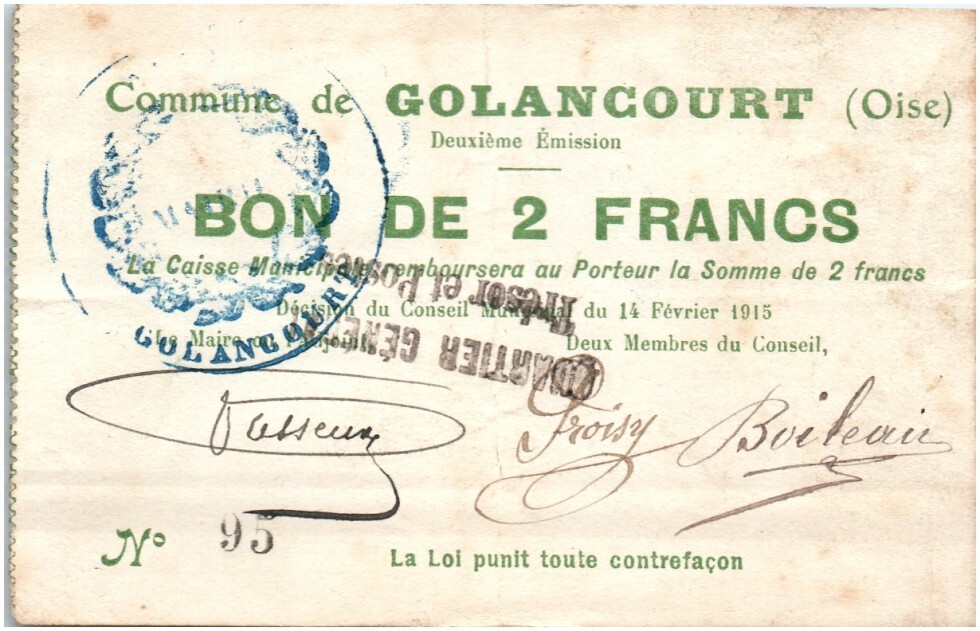 Commune de GOLANCOURT (Oise)
Deuxième Émission
BON DE 2 FRANCS
La Caisse Municipale remboursera au Porteur la Somme de 2 francs
Décision du Conseil Municipal du 14 Février 1915
Le Maire ou l'Adjoint, Deux Membres du Conseil,
GOLANCOURT
Trésor et Postes
QUARTIER GÉNÉRAL
Vasseux Froisy Boileau
Nº 95
La Loi punit toute contrefaçon